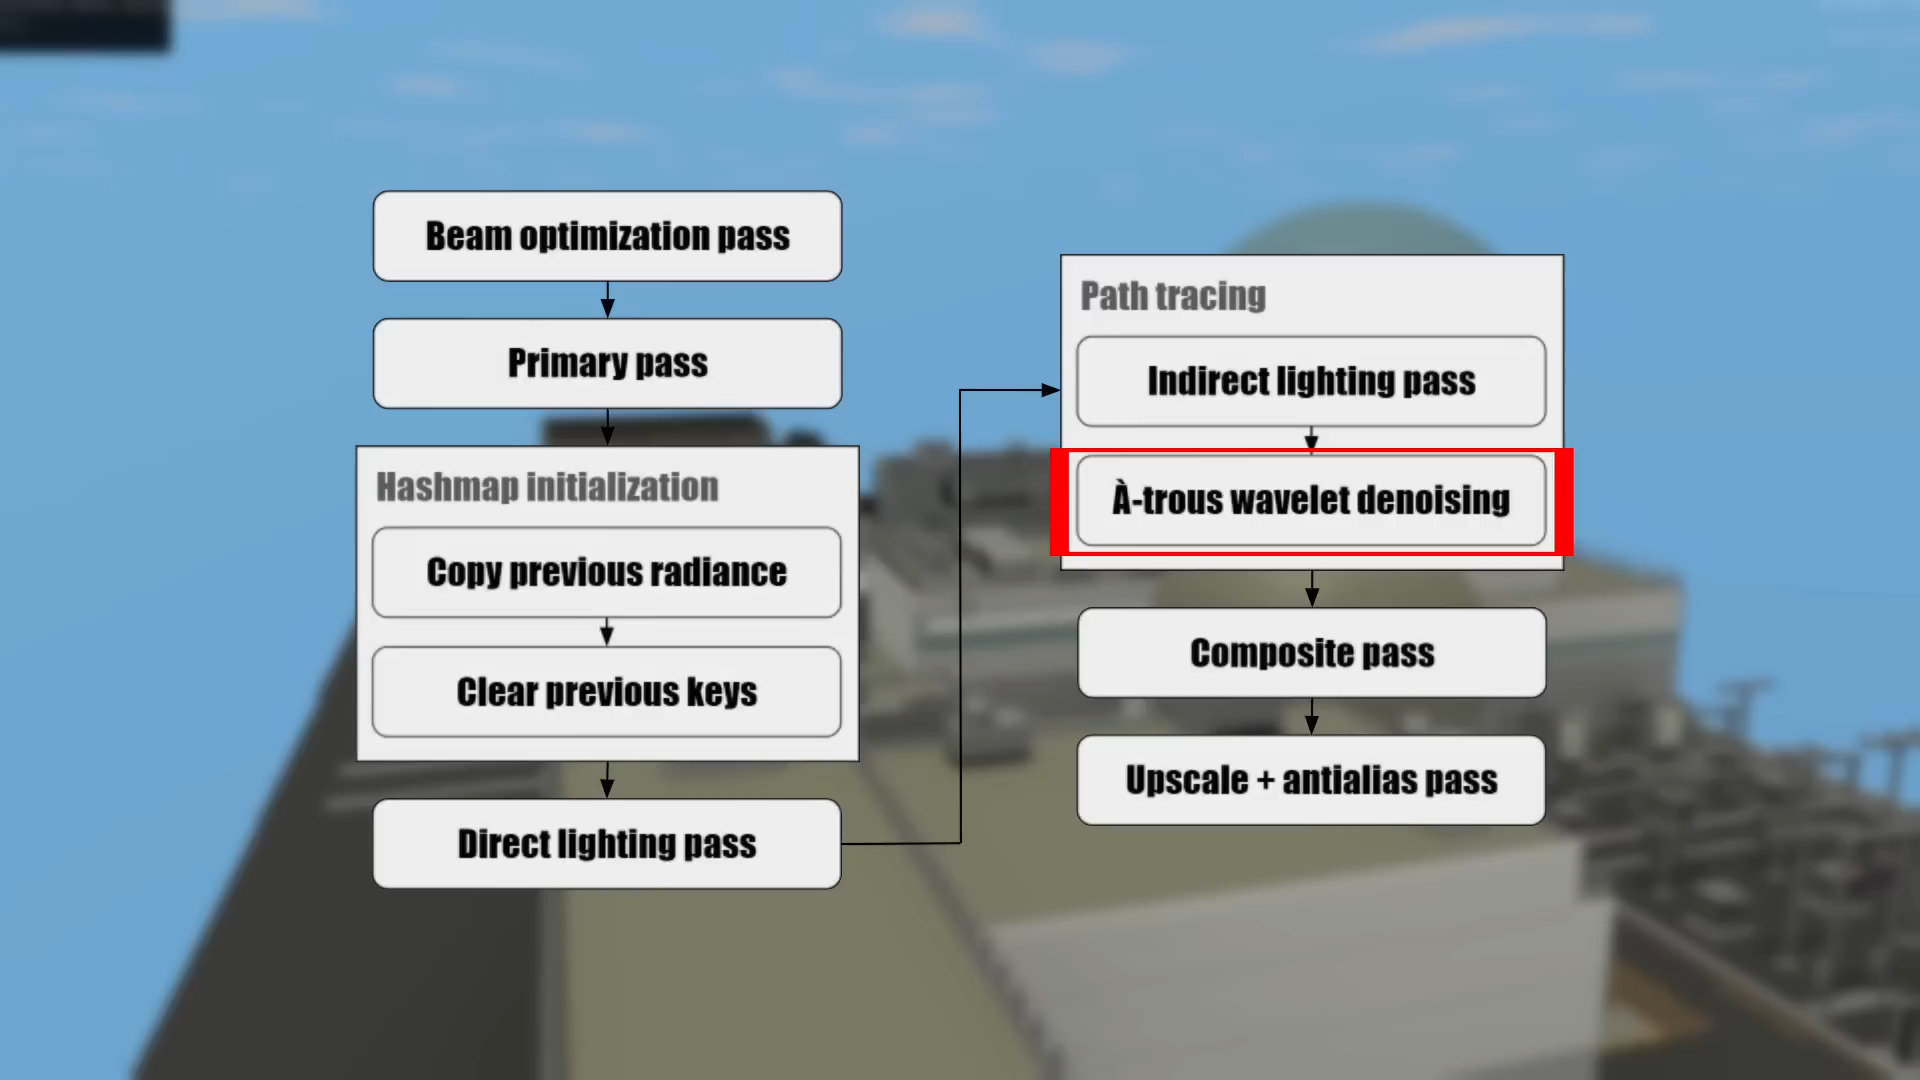 Beam optimization pass
Primary pass
Hashmap initialization
Copy previous radiance
Clear previous keys
Direct lighting pass
Path tracing
Indirect lighting pass
À-trous wavelet denoising
Composite pass
Upscale + antialias pass